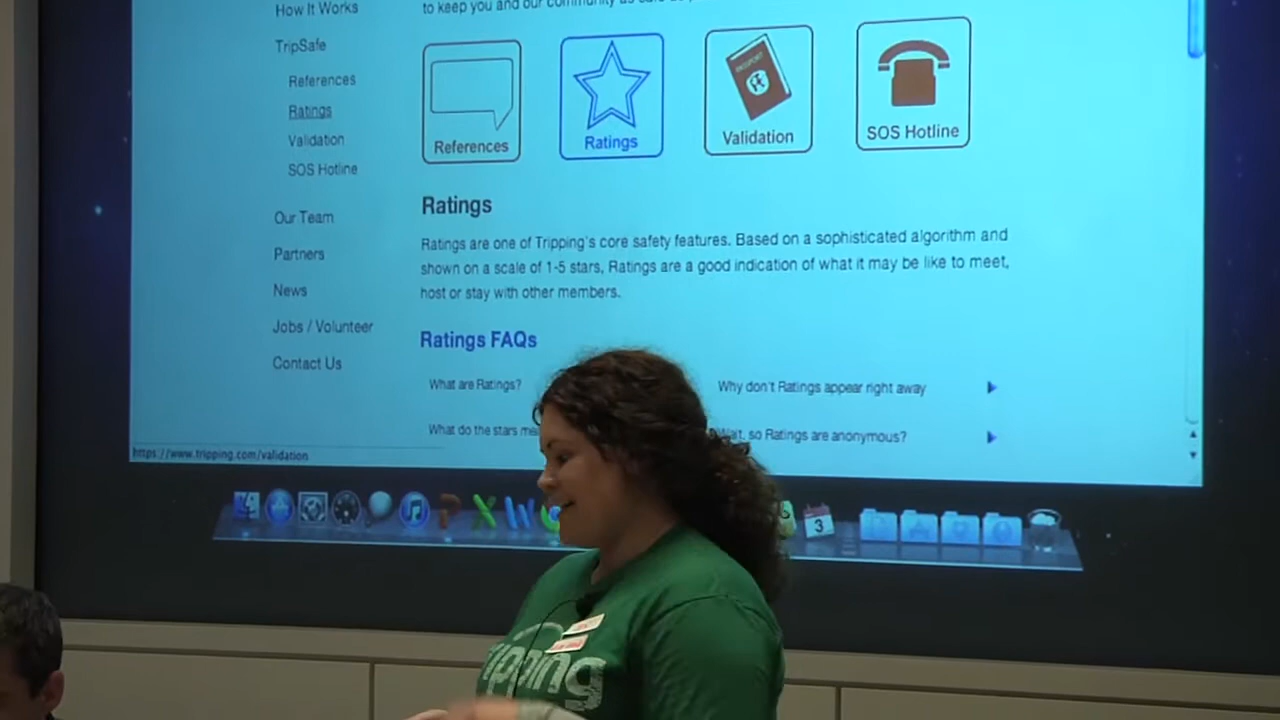 How It Works
TripSafe
References
Ratings
Validation
SOS Hotline
Our Team
Partners
News
Jobs / Volunteer
Contact Us
to keep you and our community as safe as
References
Ratings
PASSPORT
Validation
SOS Hotline
Ratings
Ratings are one of Tripping's core safety features. Based on a sophisticated algorithm and
shown on a scale of 1-5 stars, Ratings are a good indication of what it may be like to meet,
host or stay with other members.
Ratings FAQs
What are Ratings?
Why don't Ratings appear right away
What do the stars me
Wait, so Ratings are anonymous?
https://www.tripping.com/validation
P X W
3
tripping